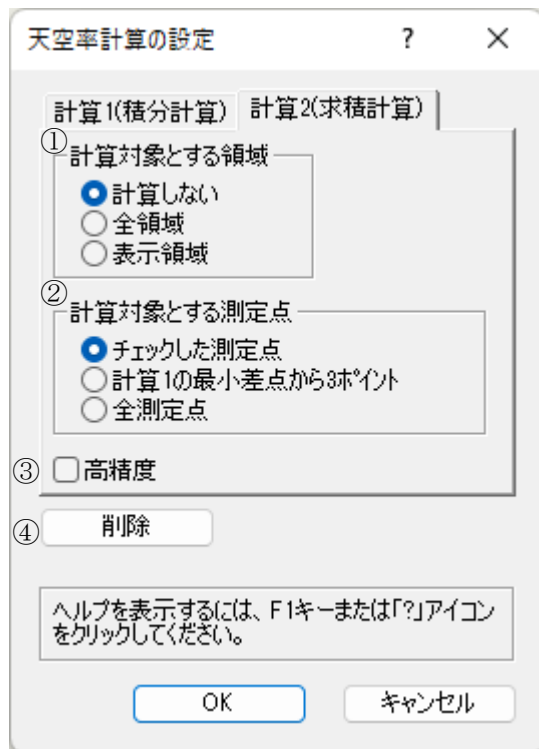 天空率計算の設定 ? ×
計算1(積分計算) 計算2(求積計算)
①
計算対象とする領域
計算しない
全領域
表示領域
②
計算対象とする測定点
チェックした測定点
計算1の最小差点から3ポイント
全測定点
③ 高精度
④ 削除
ヘルプを表示するには、F1キーまたは「?」アイコン
をクリックしてください。
OK キャンセル